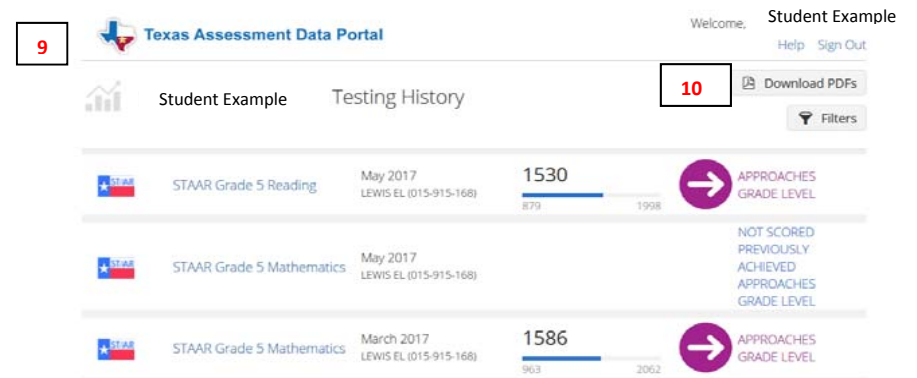 Welcome, Student Example
9
Texas Assessment Data Portal
Help Sign Out
10
Download PDFs
Student Example Testing History
Filters
STAAR
STAAR Grade 5 Reading
May 2017
LEWIS EL (015-915-168)
1530
879 1998
APPROACHES
GRADE LEVEL
STAAR
STAAR Grade 5 Mathematics
May 2017
LEWIS EL (015-915-168)
NOT SCORED
PREVIOUSLY
ACHIEVED
APPROACHES
GRADE LEVEL
STAAR
STAAR Grade 5 Mathematics
March 2017
LEWIS EL (015-915-168)
1586
963 2062
APPROACHES
GRADE LEVEL